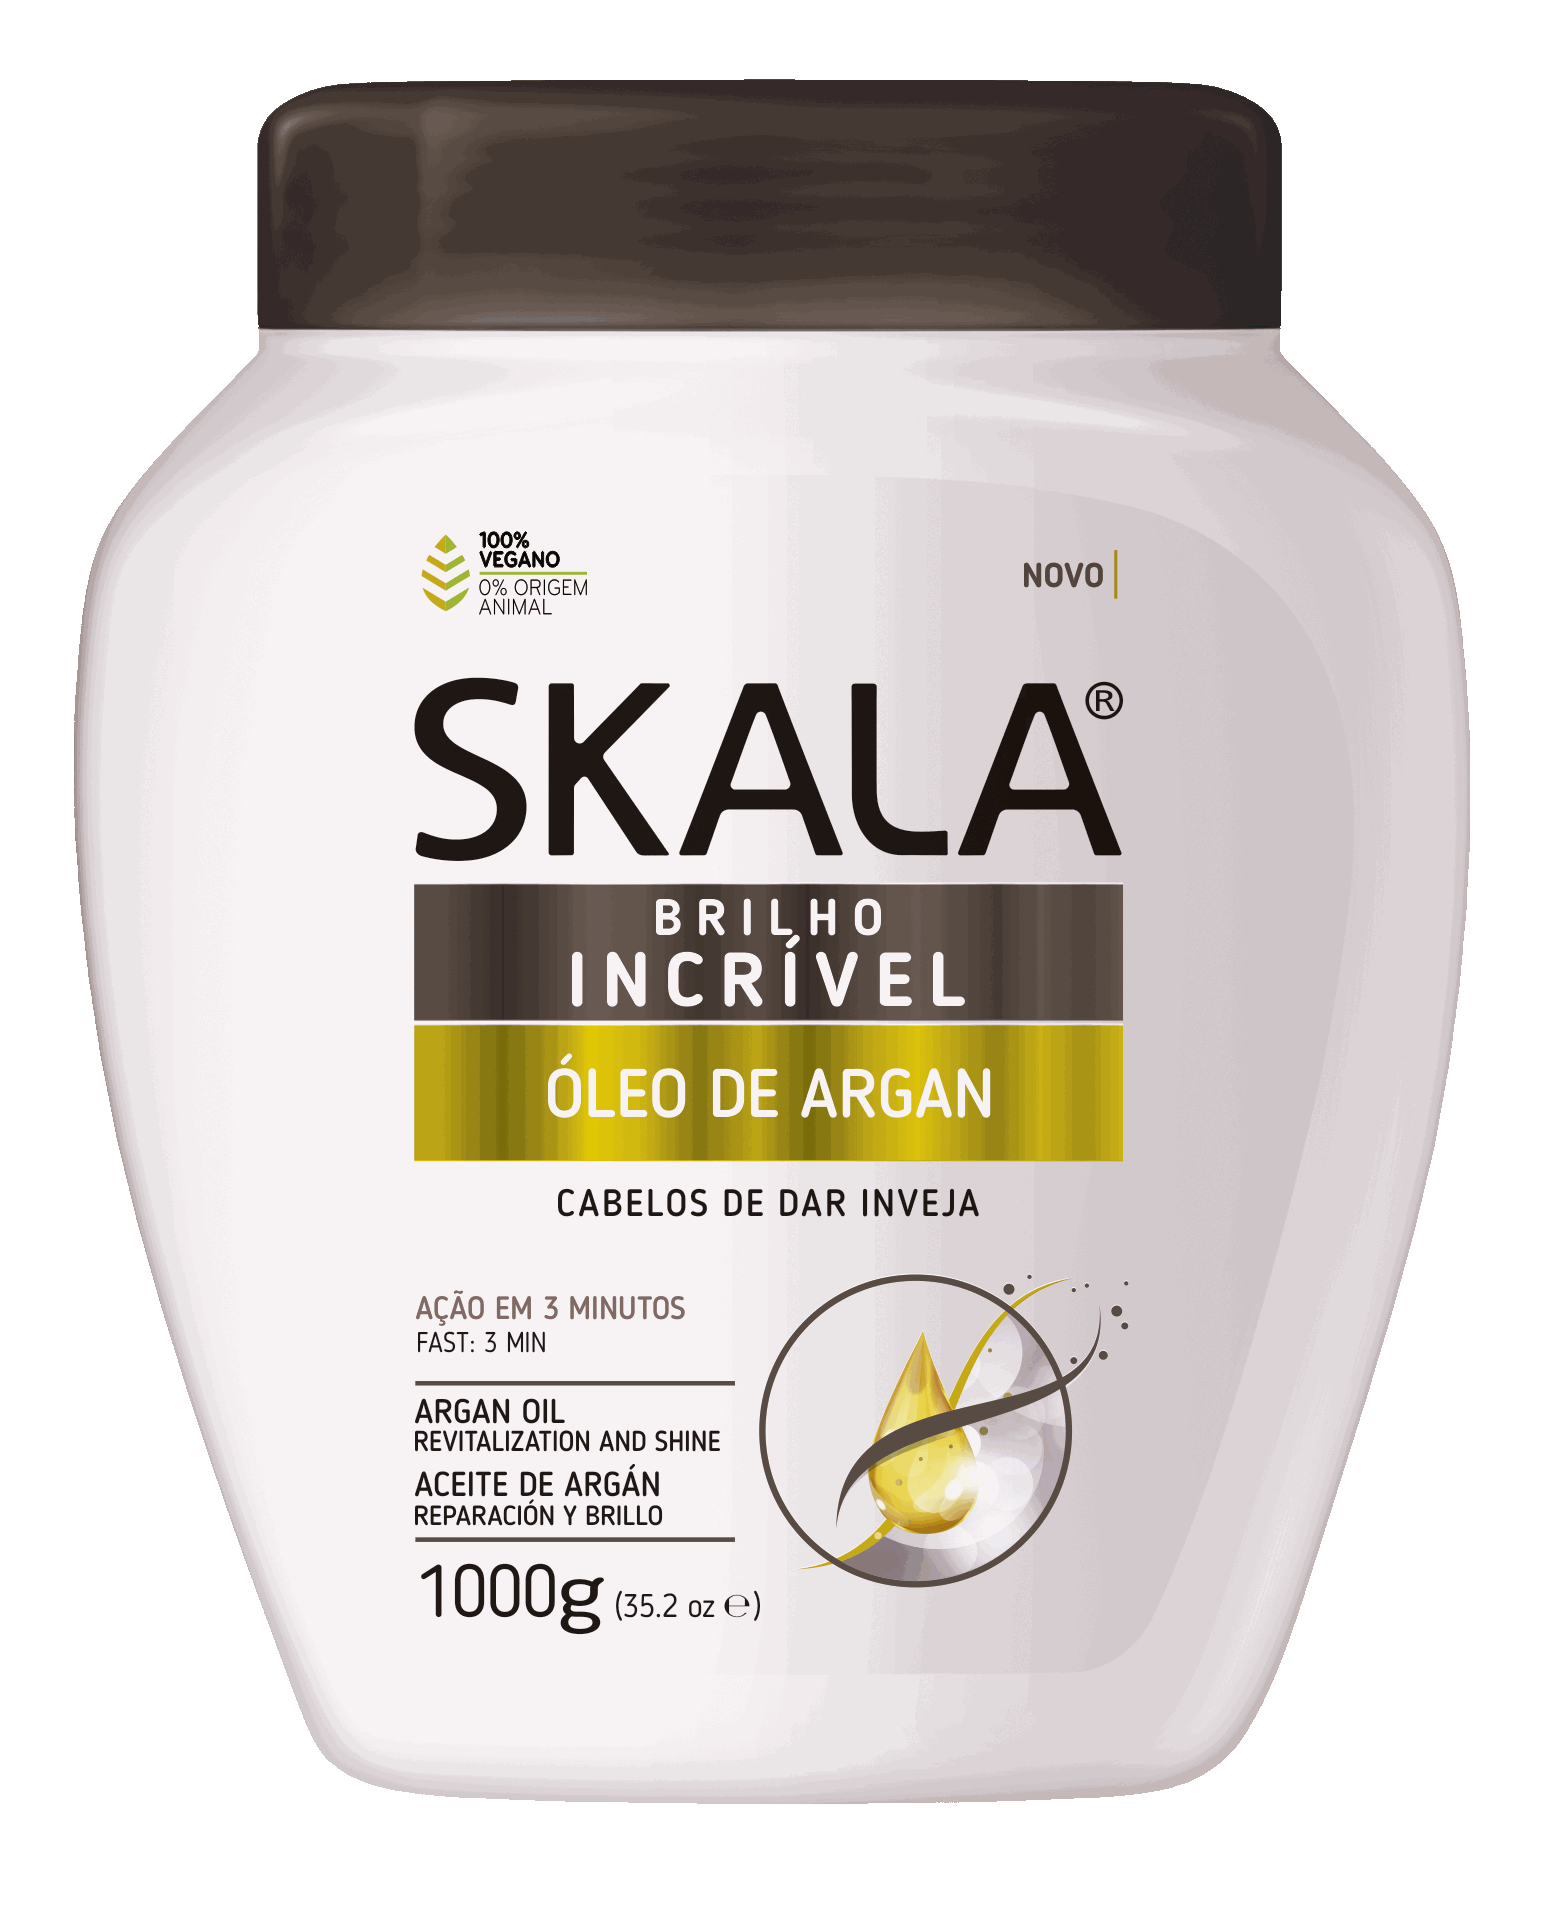 100%
VEGANO
0% ORIGEM
ANIMAL
NOVO
SKALA®
BRILHO
INCRÍVEL
ÓLEO DE ARGAN
CABELOS DE DAR INVEJA
AÇÃO EM 3 MINUTOS
FAST: 3 MIN
ARGAN OIL
REVITALIZATION AND SHINE
ACEITE DE ARGÁN
REPARACIÓN Y BRILLO
1000g (35.2 oz ℮)